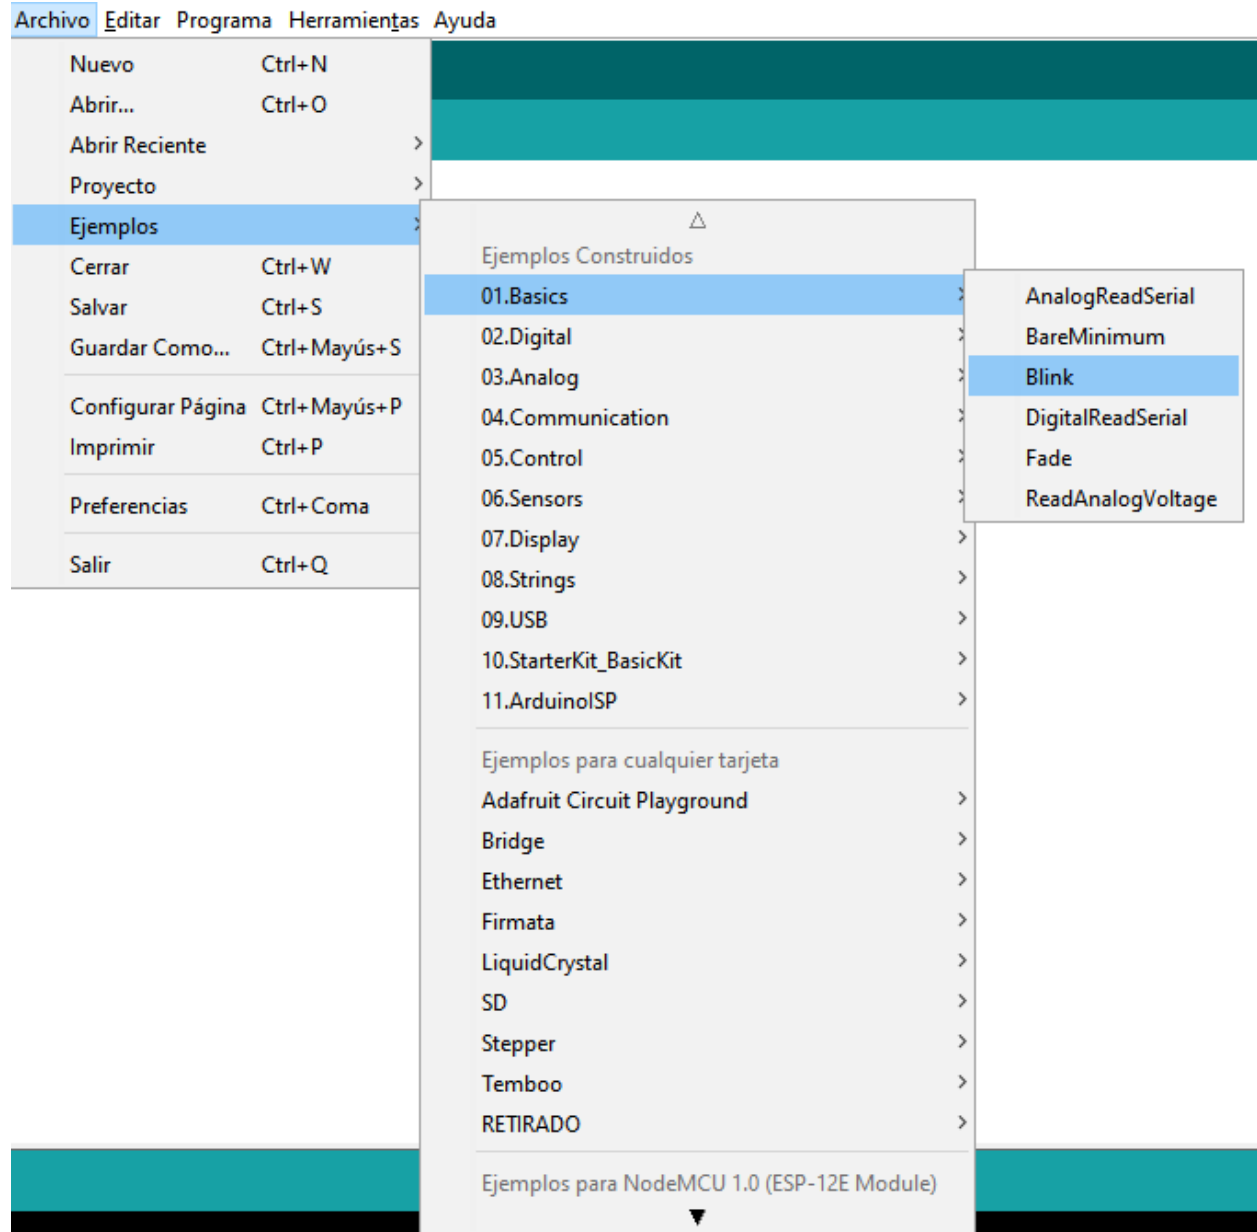 Archivo Editar Programa Herramientas Ayuda
Nuevo Ctrl+N
Abrir... Ctrl+O
Abrir Reciente
Proyecto
Ejemplos
Cerrar Ctrl+W
Salvar Ctrl+S
Guardar Como... Ctrl+Mayús+S
Configurar Página Ctrl+Mayús+P
Imprimir Ctrl+P
Preferencias Ctrl+Coma
Salir Ctrl+Q
Ejemplos Construidos
01.Basics
02.Digital
03.Analog
04.Communication
05.Control
06.Sensors
07.Display
08.Strings
09.USB
10.StarterKit_BasicKit
11.ArduinoISP
Ejemplos para cualquier tarjeta
Adafruit Circuit Playground
Bridge
Ethernet
Firmata
LiquidCrystal
SD
Stepper
Temboo
RETIRADO
Ejemplos para NodeMCU 1.0 (ESP-12E Module)
AnalogReadSerial
BareMinimum
Blink
DigitalReadSerial
Fade
ReadAnalogVoltage